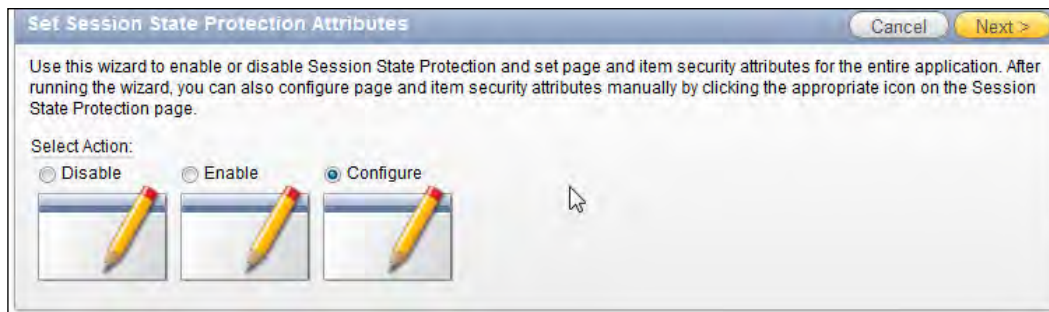 Set Session State Protection Attributes
Cancel
Next >
Use this wizard to enable or disable Session State Protection and set page and item security attributes for the entire application. After
running the wizard, you can also configure page and item security attributes manually by clicking the appropriate icon on the Session
State Protection page.
Select Action:
Disable
Enable
Configure